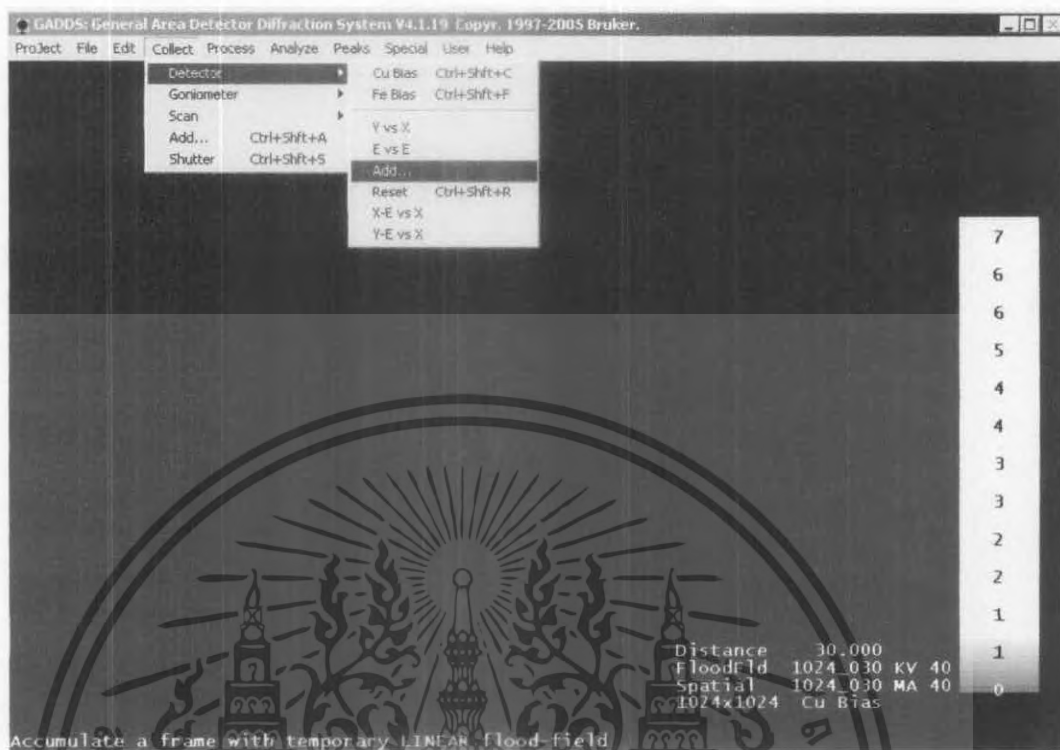 GADDS: General Area Detector Diffraction System V4.1.19 Copyr. 1997-2005 Bruker.
Project File Edit Collect Process Analyze Peaks Special User Help
Detector
Goniometer
Scan
Add... Ctrl+Shft+A
Shutter Ctrl+Shft+S
Cu Bias Ctrl+Shft+C
Fe Bias Ctrl+Shft+F
Y vs X
E vs E
Add...
Reset Ctrl+Shft+R
X-E vs X
Y-E vs X
7
6
6
5
4
4
3
3
2
2
1
1
0
Distance 30.000
FloodFld 1024_030 KV 40
Spatial 1024_030 MA 40
1024x1024 Cu Bias
Accumulate a frame with temporary LINEAR flood-field